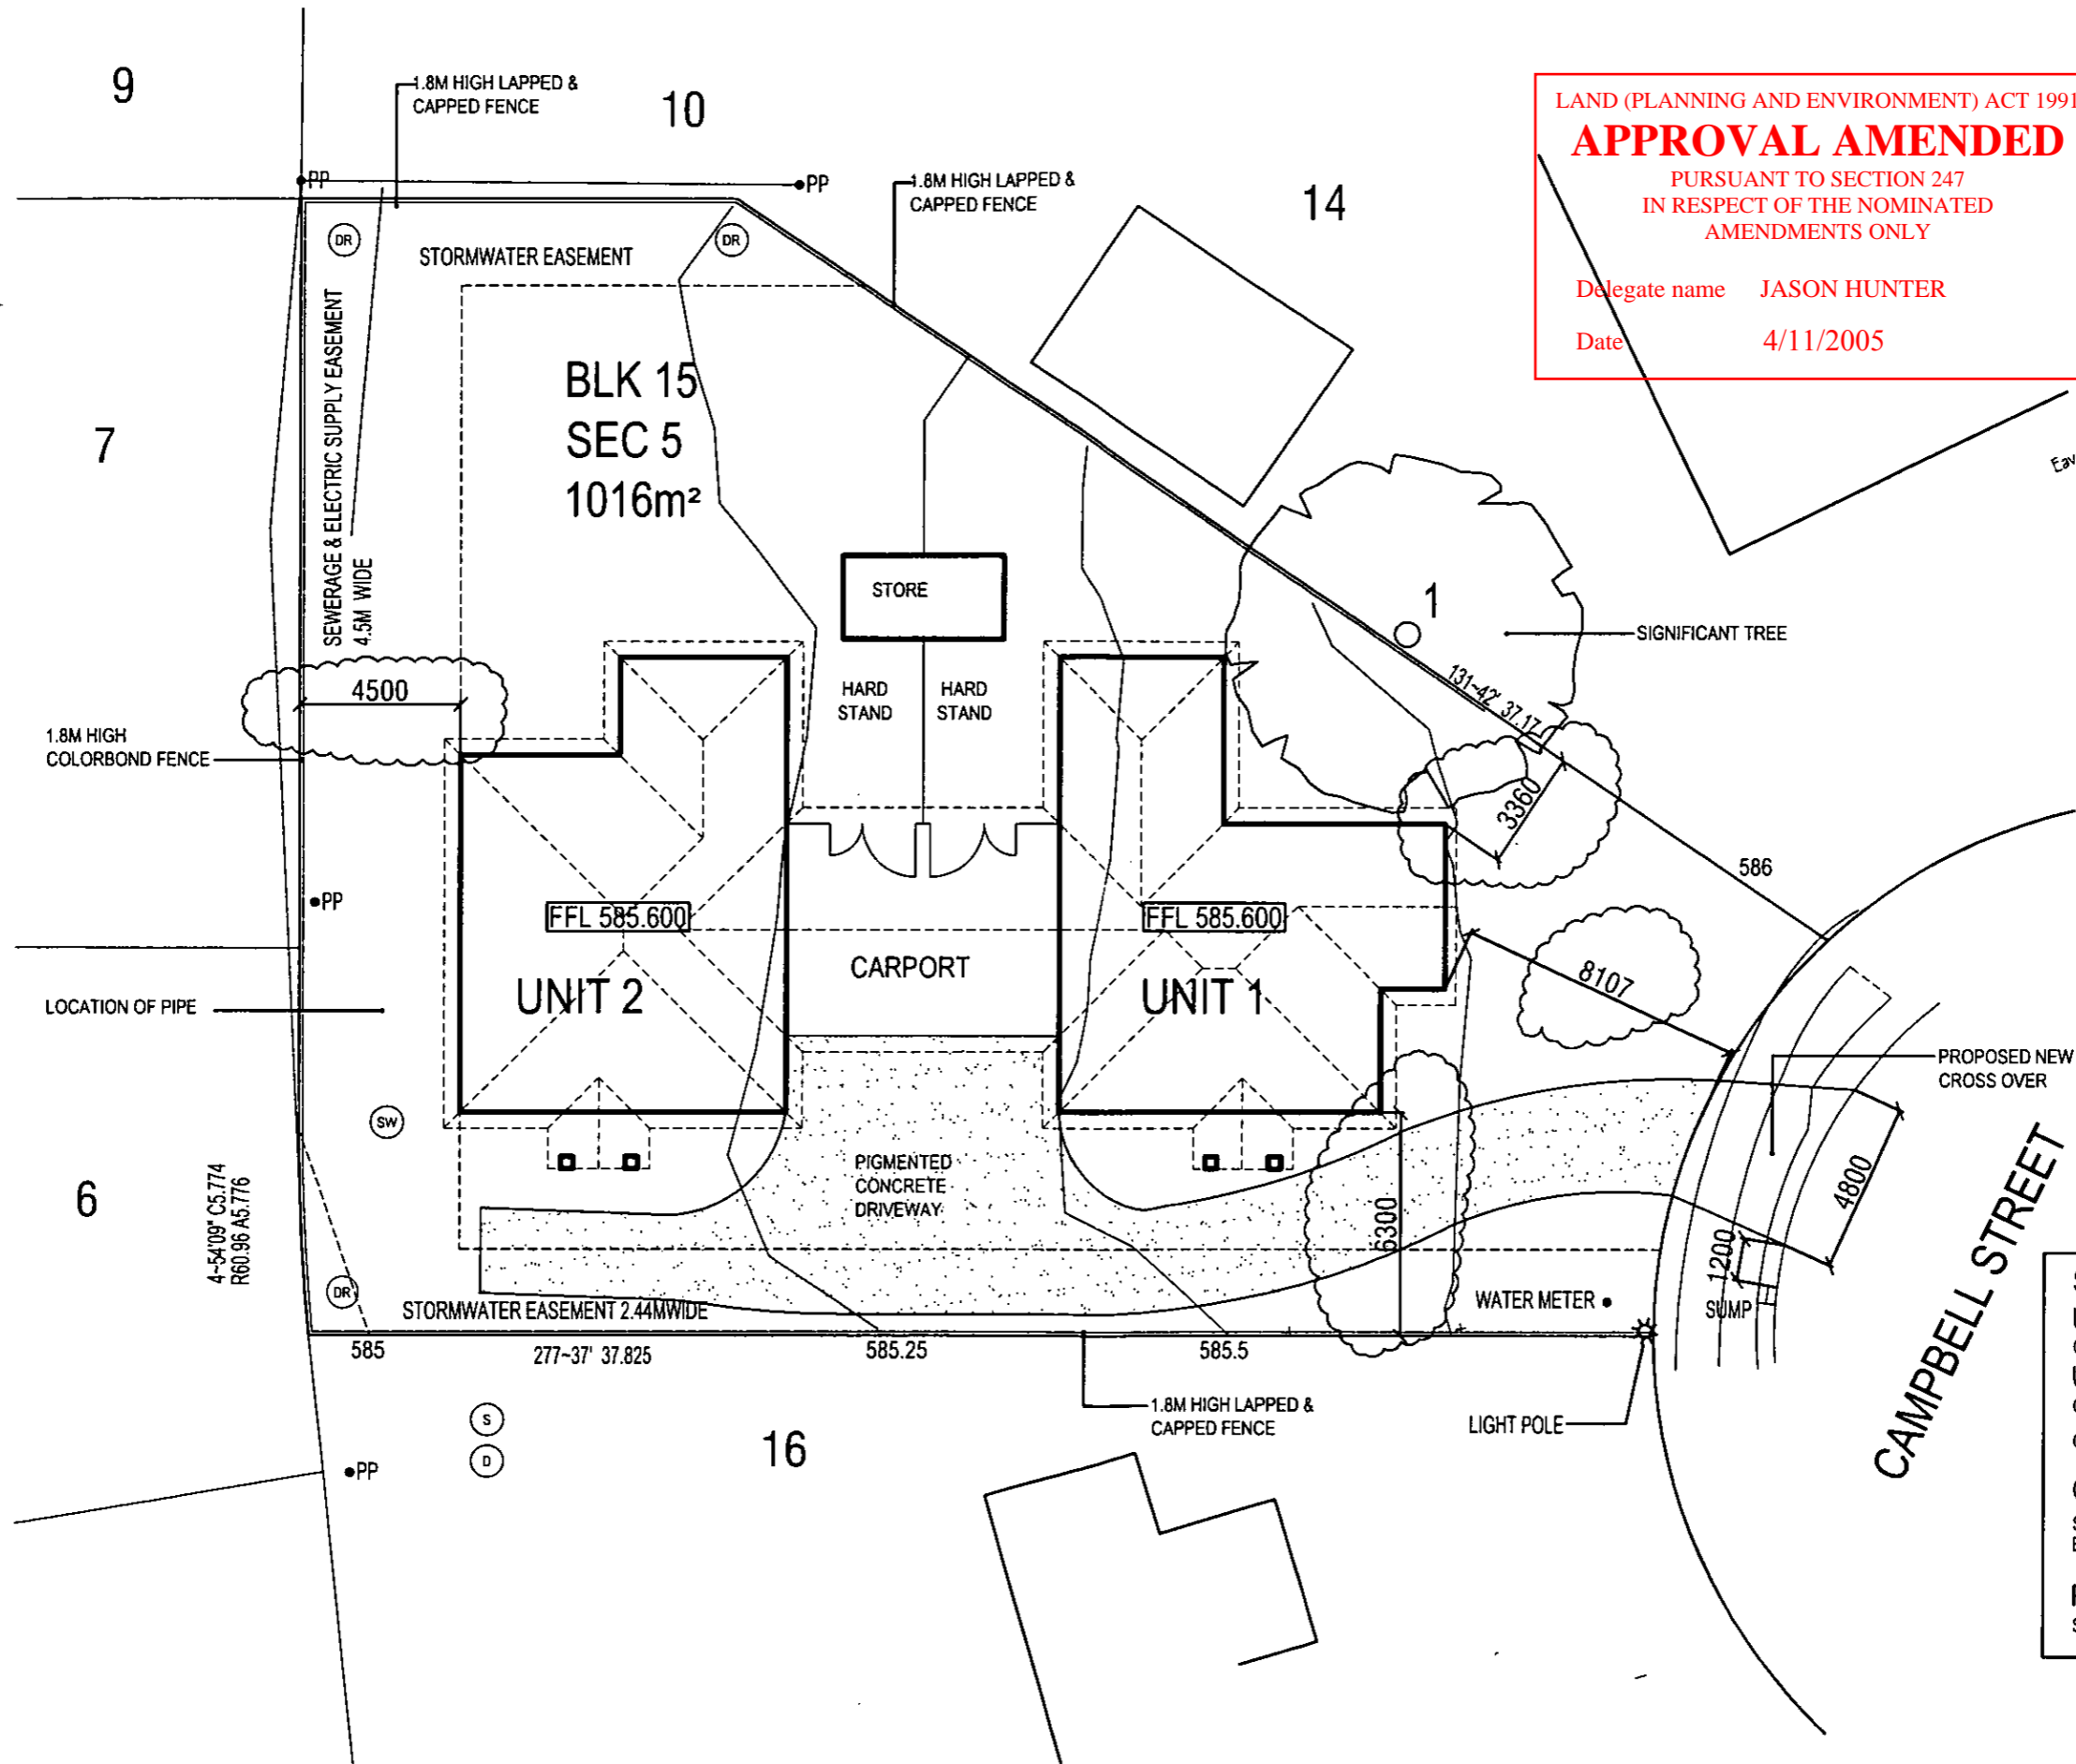 9
1.8M HIGH LAPPED &
CAPPED FENCE
10
LAND (PLANNING AND ENVIRONMENT) ACT 1991
APPROVAL AMENDED
PURSUANT TO SECTION 247
IN RESPECT OF THE NOMINATED
AMENDMENTS ONLY
Delegate name JASON HUNTER
Date 4/11/2005
PP
PP
1.8M HIGH LAPPED &
CAPPED FENCE
14
DR
DR
STORMWATER EASEMENT
SEWERAGE & ELECTRIC SUPPLY EASEMENT
4.5M WIDE
BLK 15
SEC 5
1016m²
7
STORE
1
SIGNIFICANT TREE
4500
HARD
STAND
HARD
STAND
131~42' 37.17
1.8M HIGH
COLORBOND FENCE
3360
586
PP
FFL 585.600
FFL 585.600
CARPORT
8107
UNIT 2
UNIT 1
LOCATION OF PIPE
PROPOSED NEW
CROSS OVER
SW
PIGMENTED
CONCRETE
DRIVEWAY
4800
6
4~54'09" C5.774
R60.96 A5.776
6300
1200
SUMP
CAMPBELL STREET
DR
STORMWATER EASEMENT 2.44MWIDE
WATER METER
585
277~37' 37.825
585.25
585.5
1.8M HIGH LAPPED &
CAPPED FENCE
LIGHT POLE
S
D
16
PP